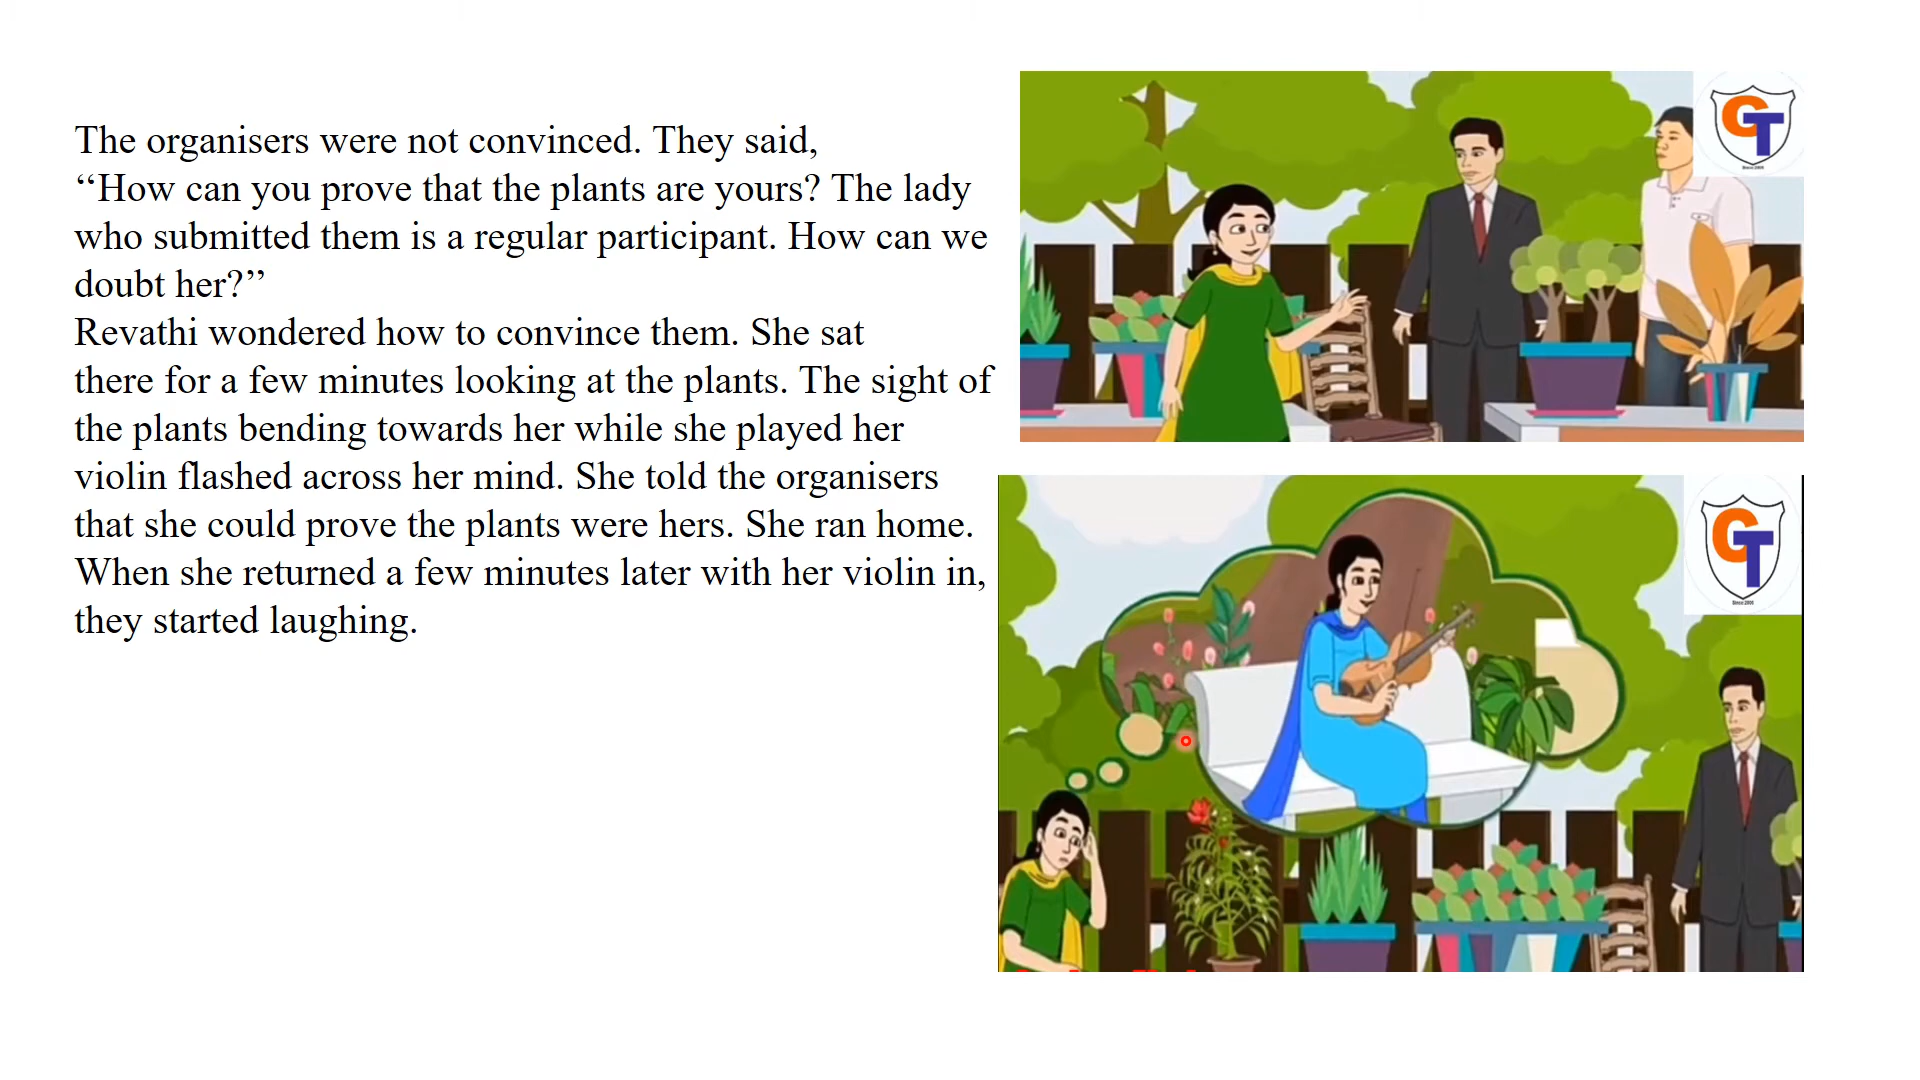 The organisers were not convinced. They said,
‘‘How can you prove that the plants are yours? The lady
who submitted them is a regular participant. How can we
doubt her?’’
Revathi wondered how to convince them. She sat
there for a few minutes looking at the plants. The sight of
the plants bending towards her while she played her
violin flashed across her mind. She told the organisers
that she could prove the plants were hers. She ran home.
When she returned a few minutes later with her violin in,
they started laughing.
GT
Since 2000
GT
Since 2000